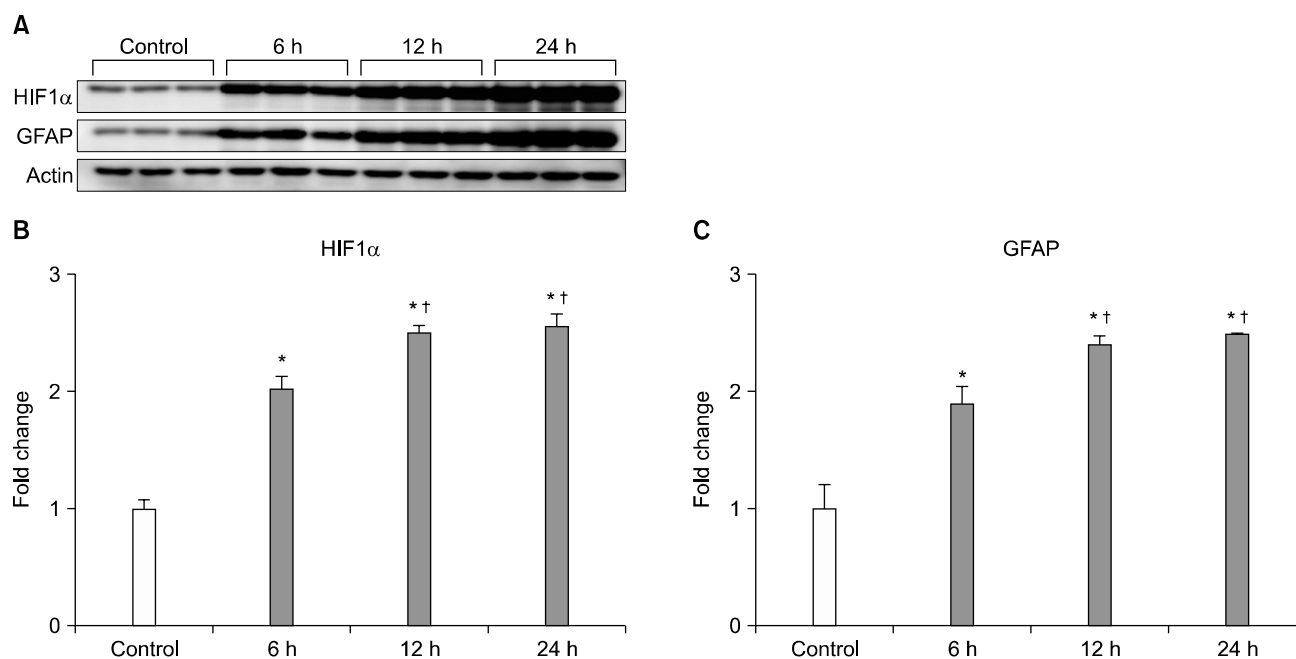 A
Control 6 h 12 h 24 h
HIF1α
GFAP
Actin
B
HIF1α
Fold change
3
2
1
0
*
* †
* †
Control 6 h 12 h 24 h
C
GFAP
Fold change
3
2
1
0
*
* †
* †
Control 6 h 12 h 24 h